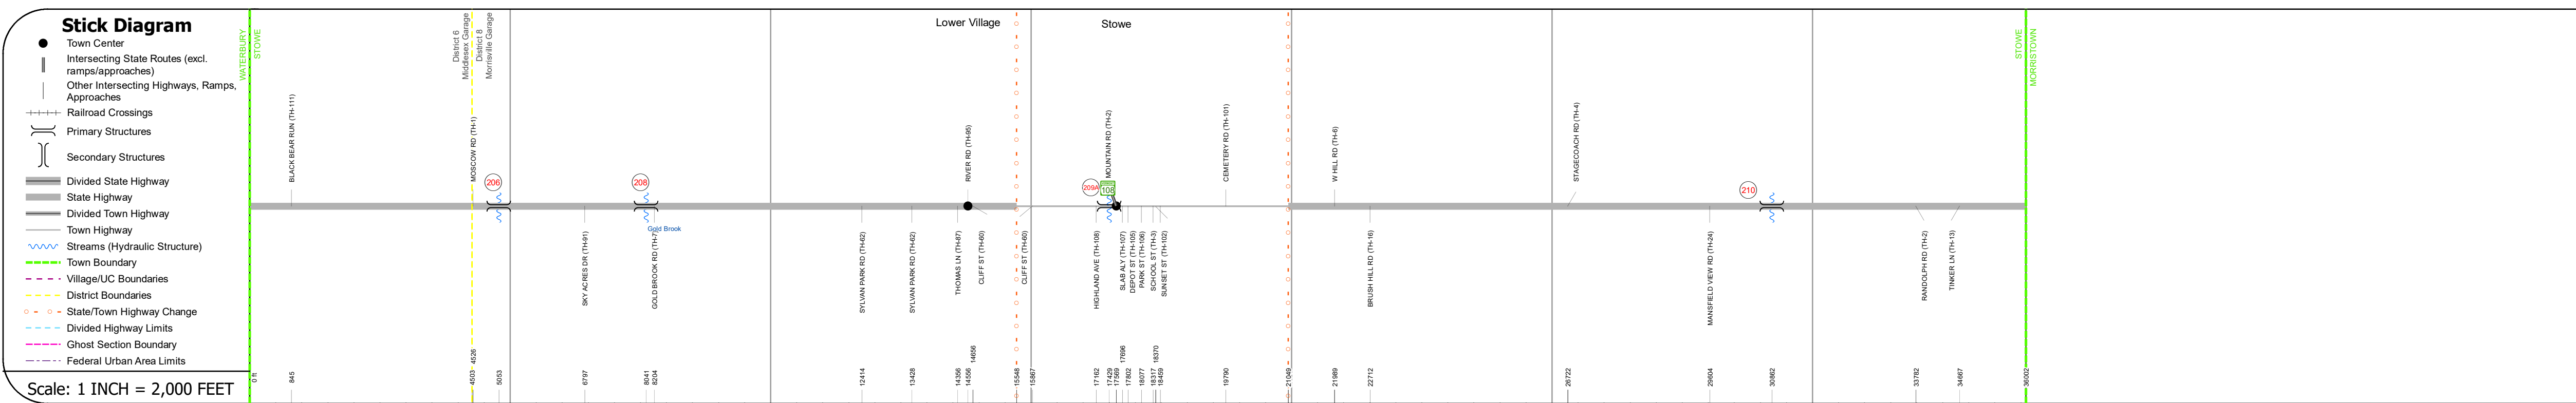 Stick Diagram
Town Center
Intersecting State Routes (excl.
ramps/approaches)
Other Intersecting Highways, Ramps,
Approaches
Railroad Crossings
Primary Structures
Secondary Structures
Divided State Highway
State Highway
Divided Town Highway
Town Highway
Streams (Hydraulic Structure)
Town Boundary
Village/UC Boundaries
District Boundaries
State/Town Highway Change
Divided Highway Limits
Ghost Section Boundary
Federal Urban Area Limits
Scale: 1 INCH = 2,000 FEET
WATERBURY
STOWE
District 6
Middlesex Garage
District 8
Morrisville Garage
Lower Village
Stowe
STOWE
MORRISTOWN
BLACK BEAR RUN (TH-111)
MOSCOW RD (TH-1)
RIVER RD (TH-95)
MOUNTAIN RD (TH-2)
CEMETERY RD (TH-101)
W HILL RD (TH-6)
STAGECOACH RD (TH-4)
206
208
209A
108
210
Gold Brook
SKY ACRES DR (TH-91)
GOLD BROOK RD (TH-7)
SYLVAN PARK RD (TH-62)
SYLVAN PARK RD (TH-62)
THOMAS LN (TH-87)
CLIFF ST (TH-60)
CLIFF ST (TH-60)
HIGHLAND AVE (TH-108)
SLAB ALY (TH-107)
DEPOT ST (TH-105)
PARK ST (TH-106)
SCHOOL ST (TH-3)
SUNSET ST (TH-102)
BRUSH HILL RD (TH-16)
MANSFIELD VIEW RD (TH-24)
RANDOLPH RD (TH-2)
TINKER LN (TH-13)
0 ft
845
4503
4526
5053
6797
8041
8204
12414
13428
14356
14556
14656
15548
15867
17162
17429
17569
17696
17802
18077
18317
18370
18459
19790
21049
21989
22712
26722
29604
30862
33782
34667
36002